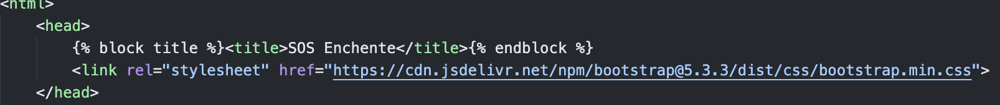 <html>
<head>
{% block title %}<title>SOS Enchente</title>{% endblock %}
<link rel="stylesheet" href="https://cdn.jsdelivr.net/npm/bootstrap@5.3.3/dist/css/bootstrap.min.css">
</head>